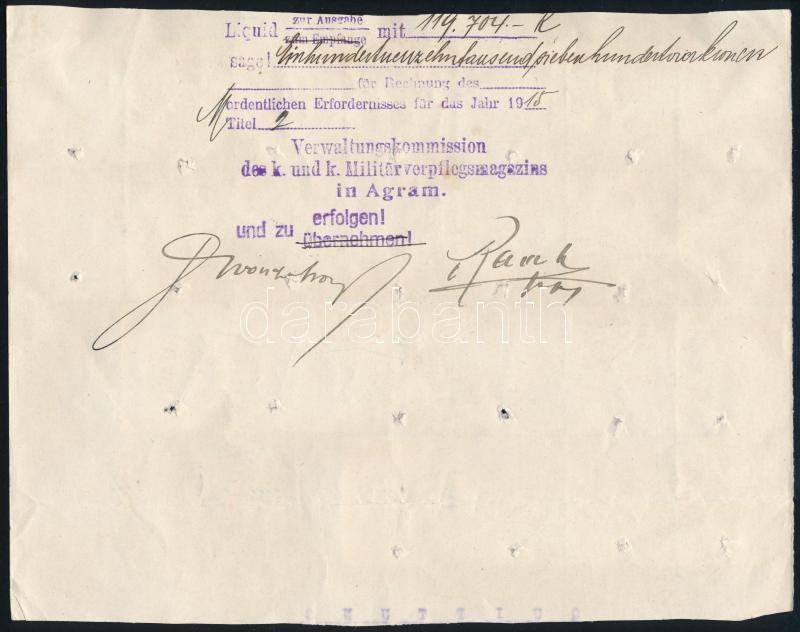 zur Ausgabe
Liquid zum Empfange mit 119.704.- K
sage! Einhundertneunzehntausendsiebenhundertvierkronen
für Rechnung des
ordentlichen Erfordernisses für das Jahr 1915
Titel 2
Verwaltungskommission
des k. und k. Militärverpflegsmagazins
in Agram.
erfolgen!
und zu übernehmen!
darabanth
QUITTUNG